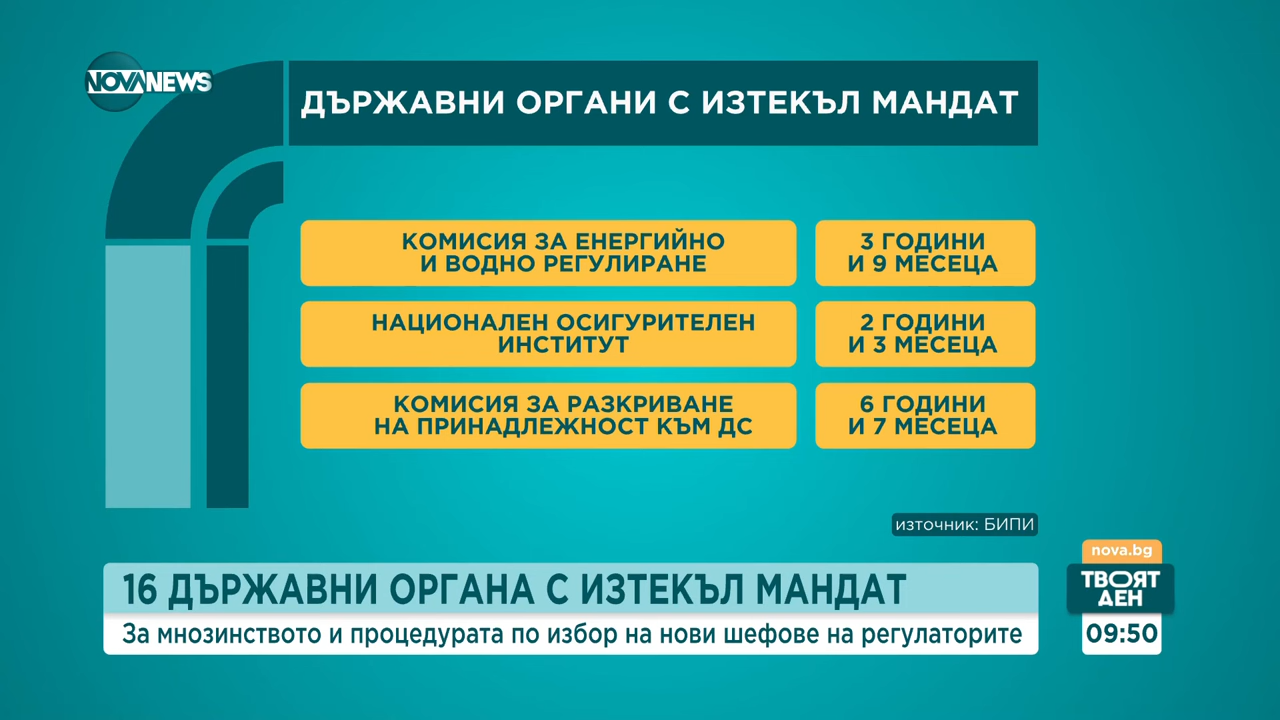 NOVANEWS
ДЪРЖАВНИ ОРГАНИ С ИЗТЕКЪЛ МАНДАТ
КОМИСИЯ ЗА ЕНЕРГИЙНО
И ВОДНО РЕГУЛИРАНЕ
3 ГОДИНИ
И 9 МЕСЕЦА
НАЦИОНАЛЕН ОСИГУРИТЕЛЕН
ИНСТИТУТ
2 ГОДИНИ
И 3 МЕСЕЦА
КОМИСИЯ ЗА РАЗКРИВАНЕ
НА ПРИНАДЛЕЖНОСТ КЪМ ДС
6 ГОДИНИ
И 7 МЕСЕЦА
източник: БИПИ
16 ДЪРЖАВНИ ОРГАНА С ИЗТЕКЪЛ МАНДАТ
За мнозинството и процедурата по избор на нови шефове на регулаторите
nova.bg
ТВОЯТ
ДЕН
09:50